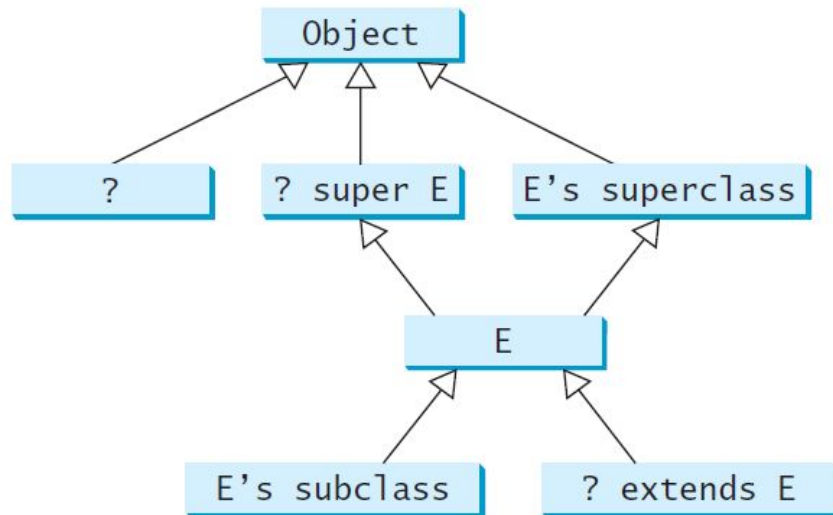 Object
?
? super E
E’s superclass
E
E’s subclass
? extends E